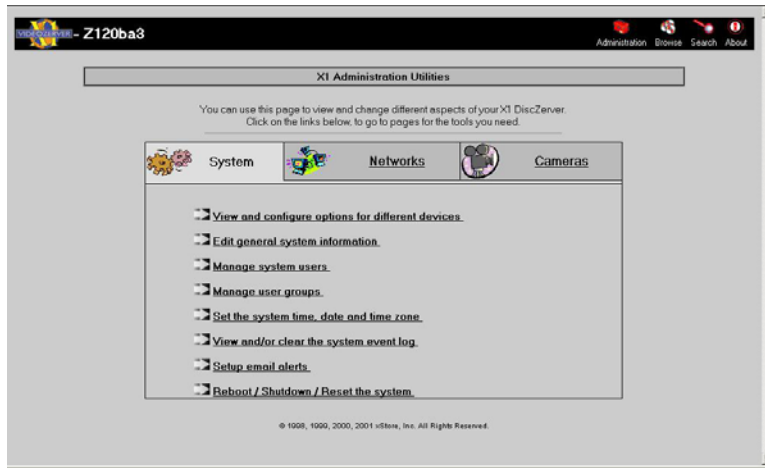 VIDEOZERVER - Z120ba3
Administration Browse Search About
X1 Administration Utilities
You can use this page to view and change different aspects of your X1 DiscZerver.
Click on the links below, to go to pages for the tools you need.
System Networks Cameras
View and configure options for different devices
Edit general system information
Manage system users
Manage user groups
Set the system time, date and time zone
View and/or clear the system event log
Setup email alerts
Reboot / Shutdown / Reset the system
© 1998, 1999, 2000, 2001 xStore, Inc. All Rights Reserved.